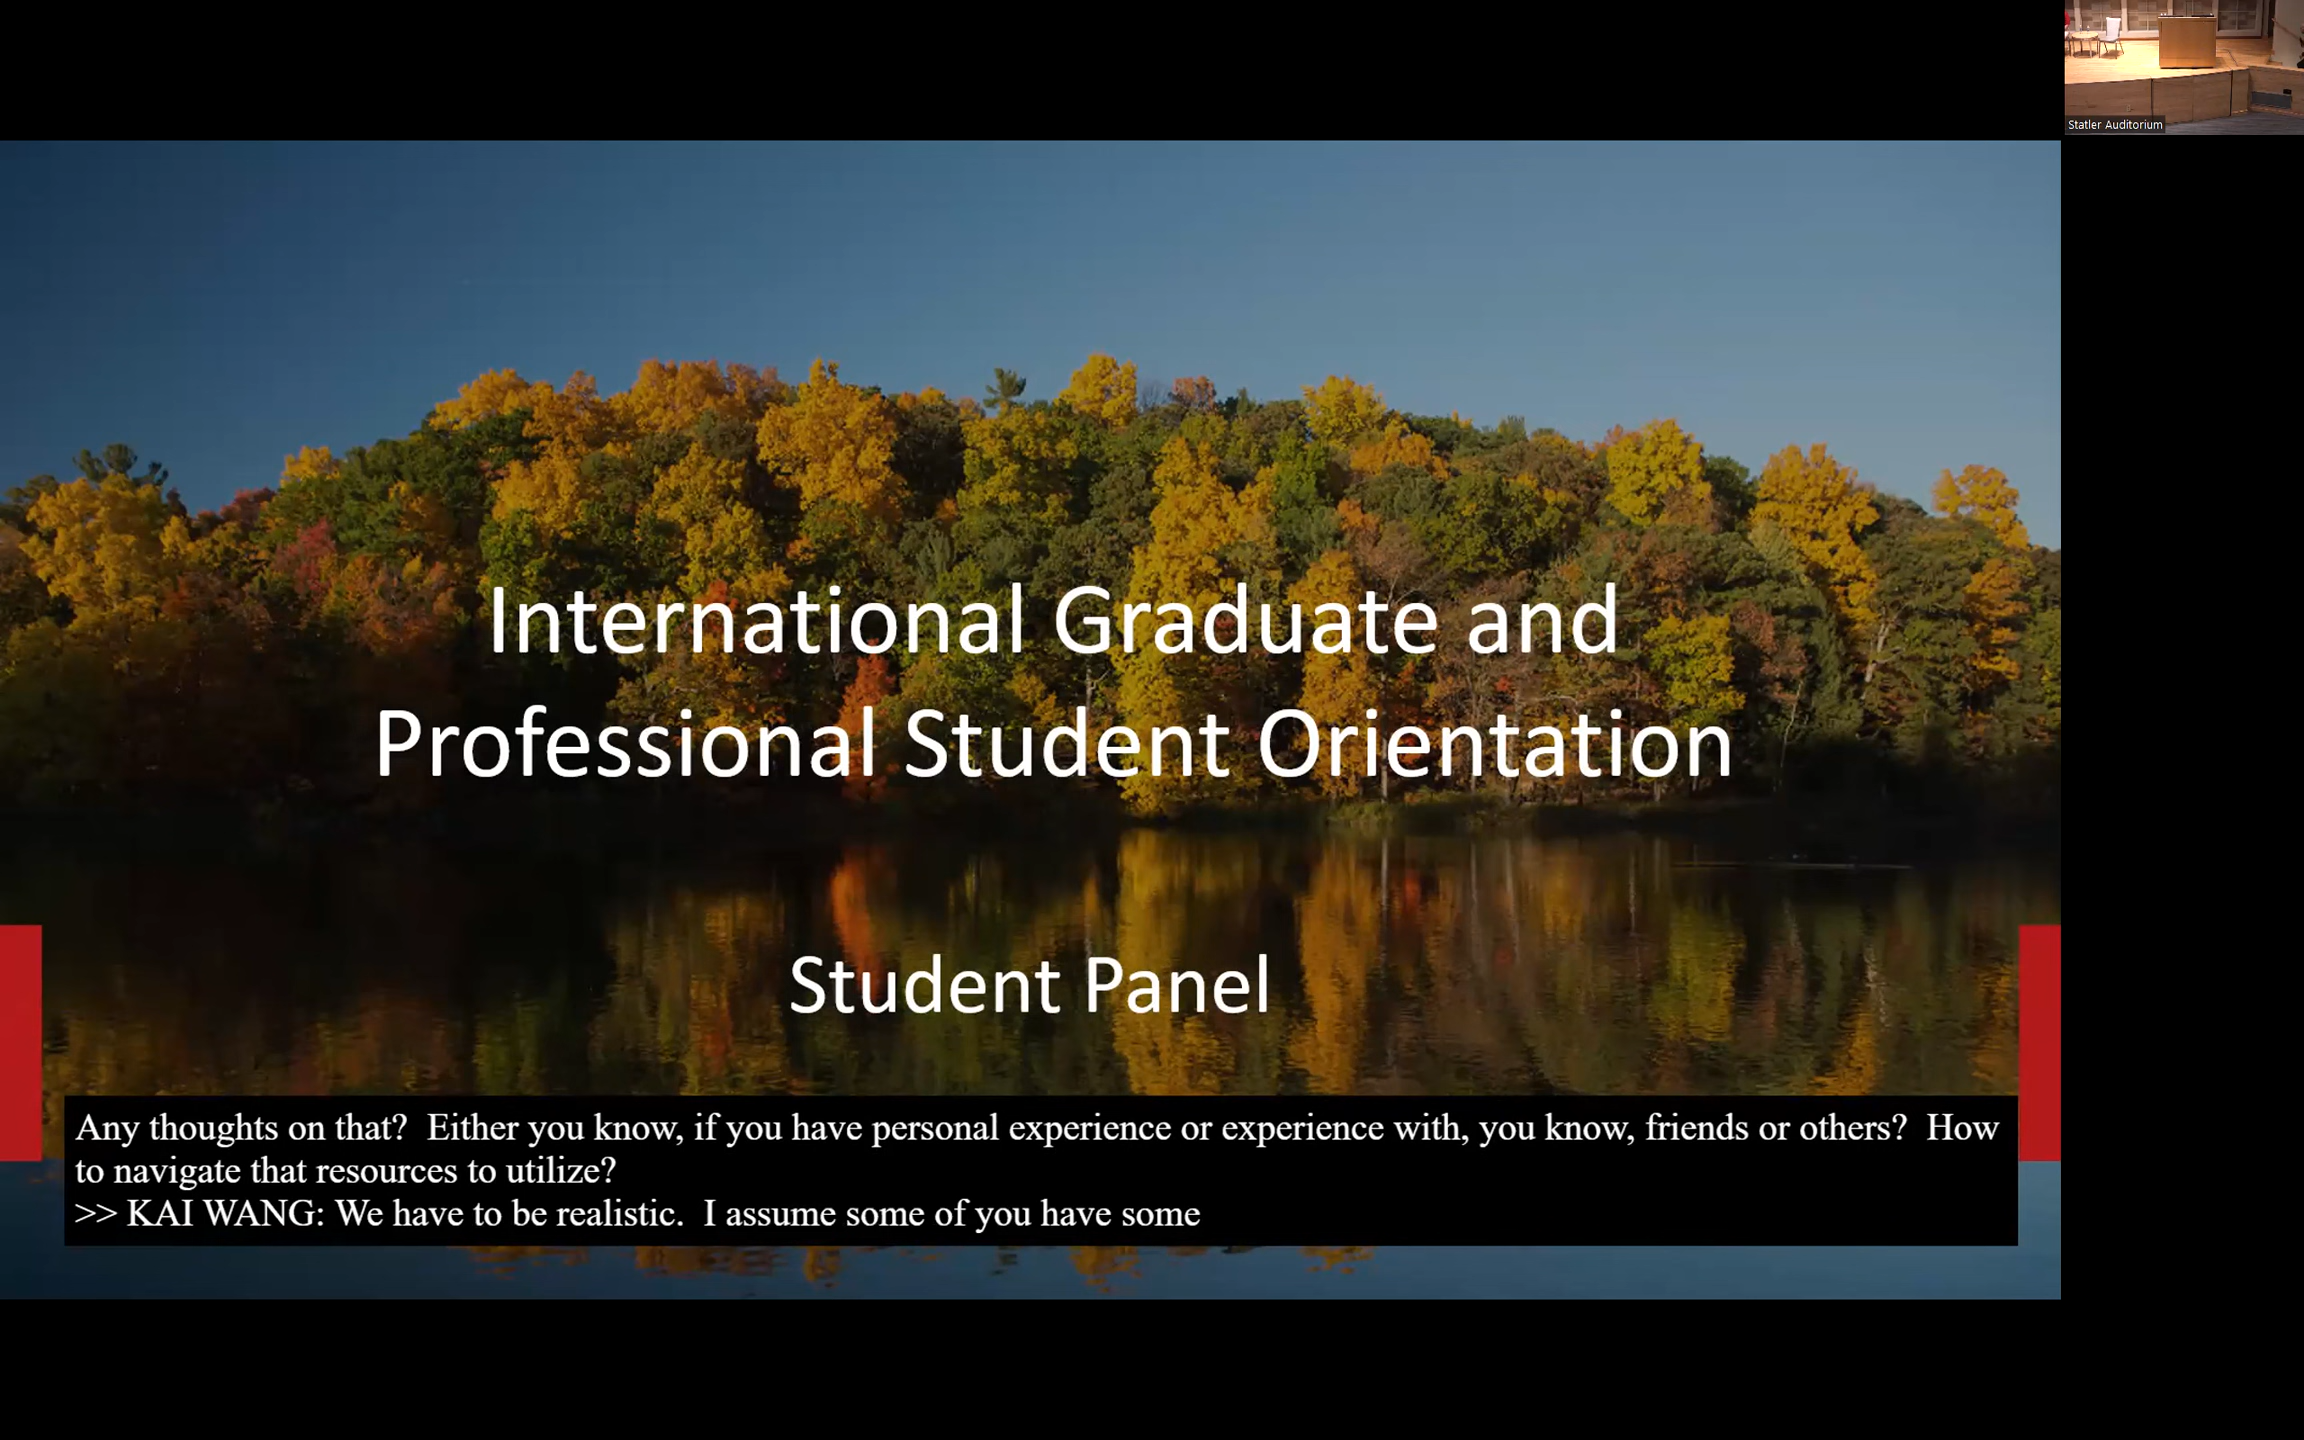 Statler Auditorium
International Graduate and
Professional Student Orientation
Student Panel
Any thoughts on that?  Either you know, if you have personal experience or experience with, you know, friends or others?  How
to navigate that resources to utilize?
>> KAI WANG: We have to be realistic.  I assume some of you have some